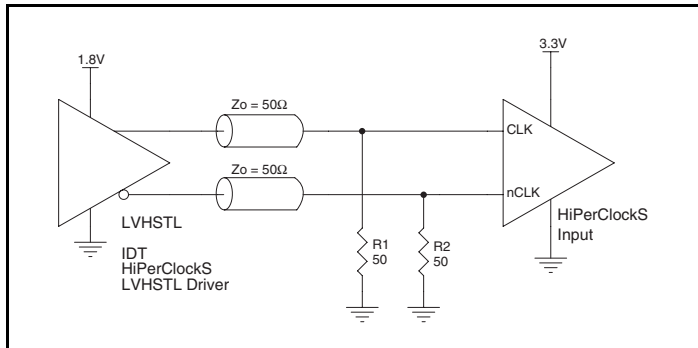 1.8V
3.3V
Zo = 50Ω
CLK
Zo = 50Ω
nCLK
LVHSTL
IDT
HiPerClockS
LVHSTL Driver
R1
50
R2
50
HiPerClockS
Input